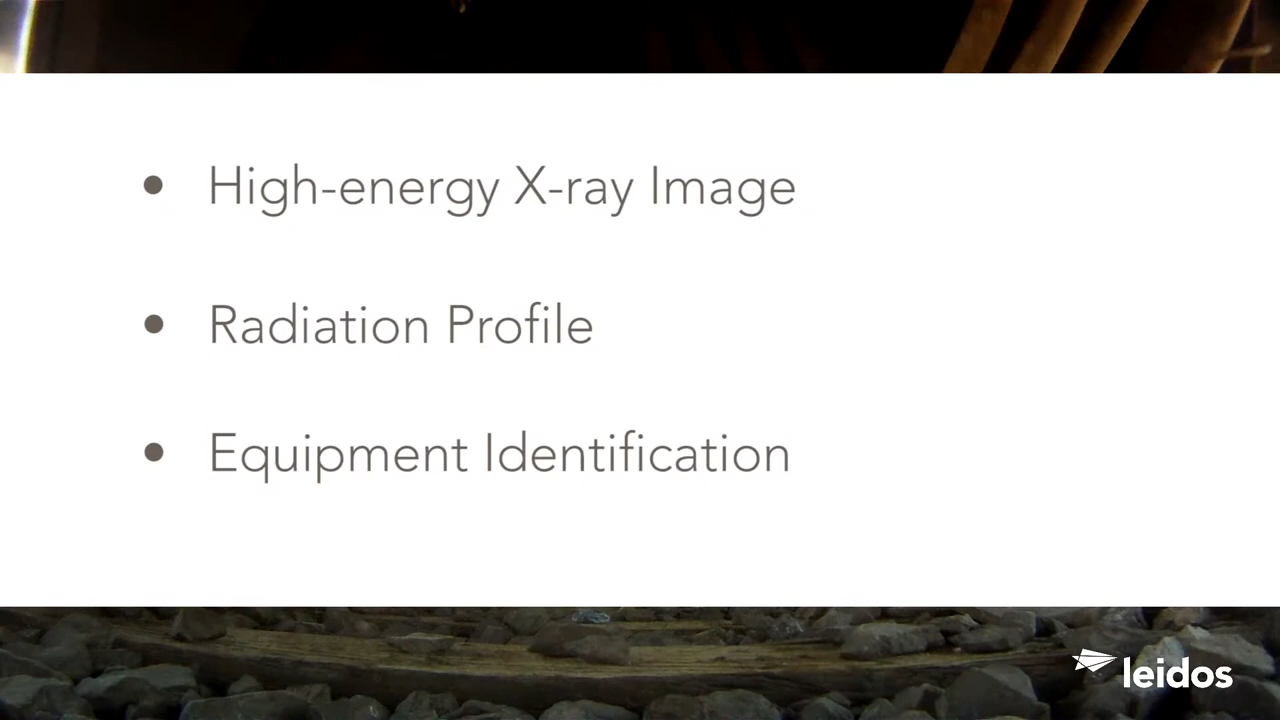 • High-energy X-ray Image
• Radiation Profile
• Equipment Identification
leidos